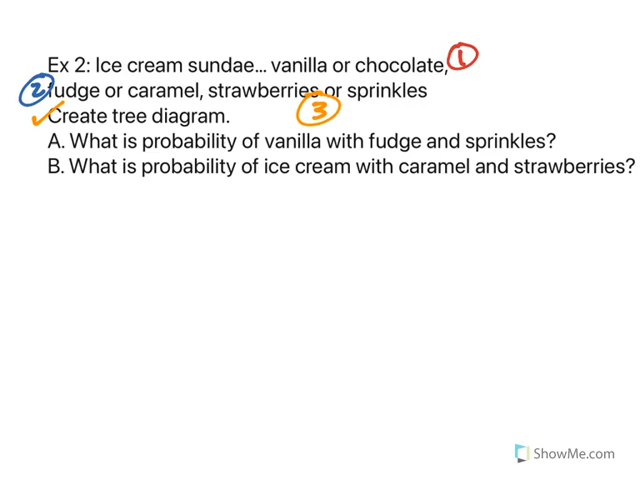 Ex 2: Ice cream sundae... vanilla or chocolate, 1
2 fudge or caramel, strawberries or sprinkles
✓ Create tree diagram. 3
A. What is probability of vanilla with fudge and sprinkles?
B. What is probability of ice cream with caramel and strawberries?
ShowMe.com